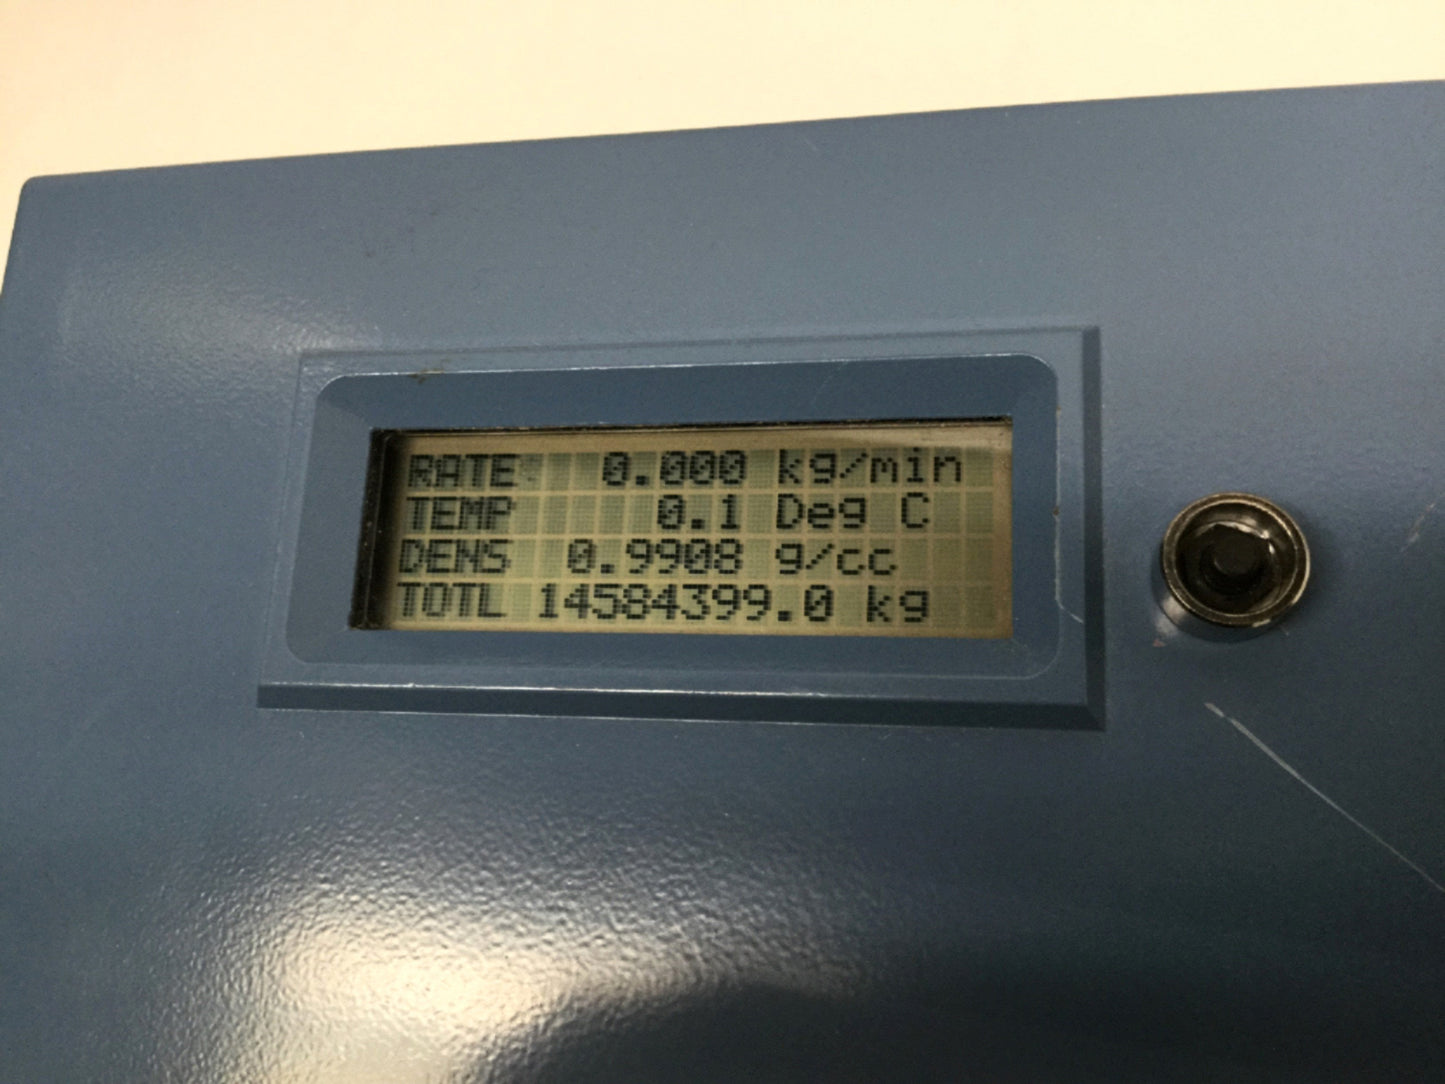 RATE 0.000 kg/min
TEMP 0.1 Deg C
DENS 0.9908 g/cc
TOTL 14584399.0 kg